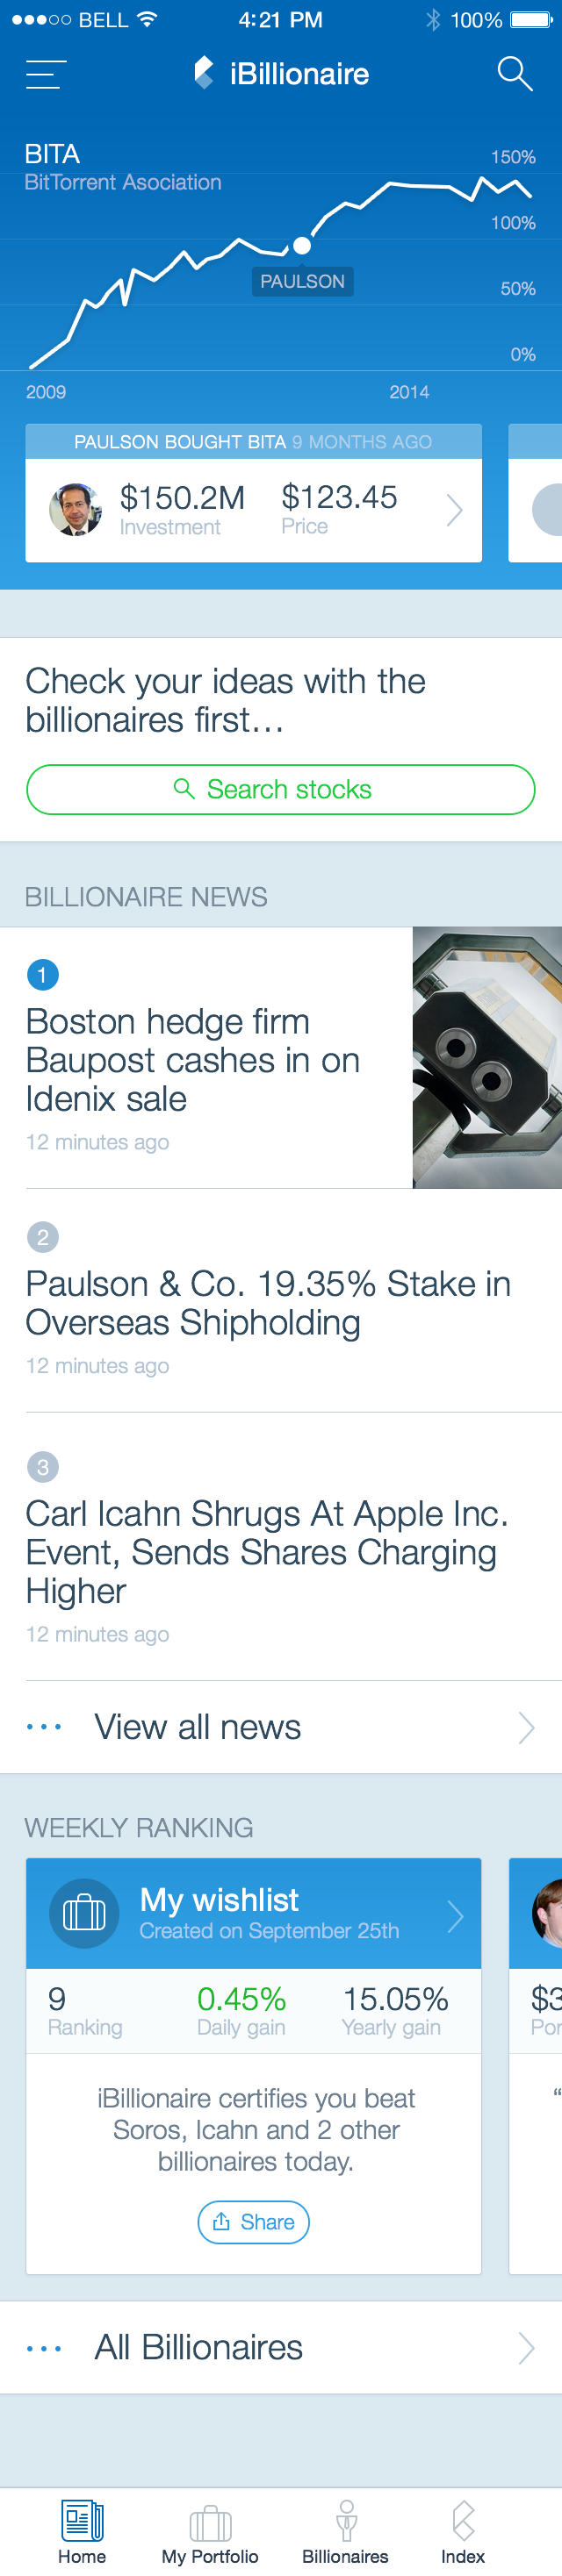 BELL
4:21 PM
100%
iBillionaire
BITA
BitTorrent Asociation
150%
100%
50%
0%
PAULSON
2009
2014
PAULSON BOUGHT BITA 9 MONTHS AGO
$150.2M
Investment
$123.45
Price
Check your ideas with the
billionaires first...
Search stocks
BILLIONAIRE NEWS
1
Boston hedge firm
Baupost cashes in on
Idenix sale
12 minutes ago
2
Paulson & Co. 19.35% Stake in
Overseas Shipholding
12 minutes ago
3
Carl Icahn Shrugs At Apple Inc.
Event, Sends Shares Charging
Higher
12 minutes ago
... View all news
WEEKLY RANKING
My wishlist
Created on September 25th
9
Ranking
0.45%
Daily gain
15.05%
Yearly gain
$3
Por
iBillionaire certifies you beat
Soros, Icahn and 2 other
billionaires today.
“
Share
... All Billionaires
Home
My Portfolio
Billionaires
Index